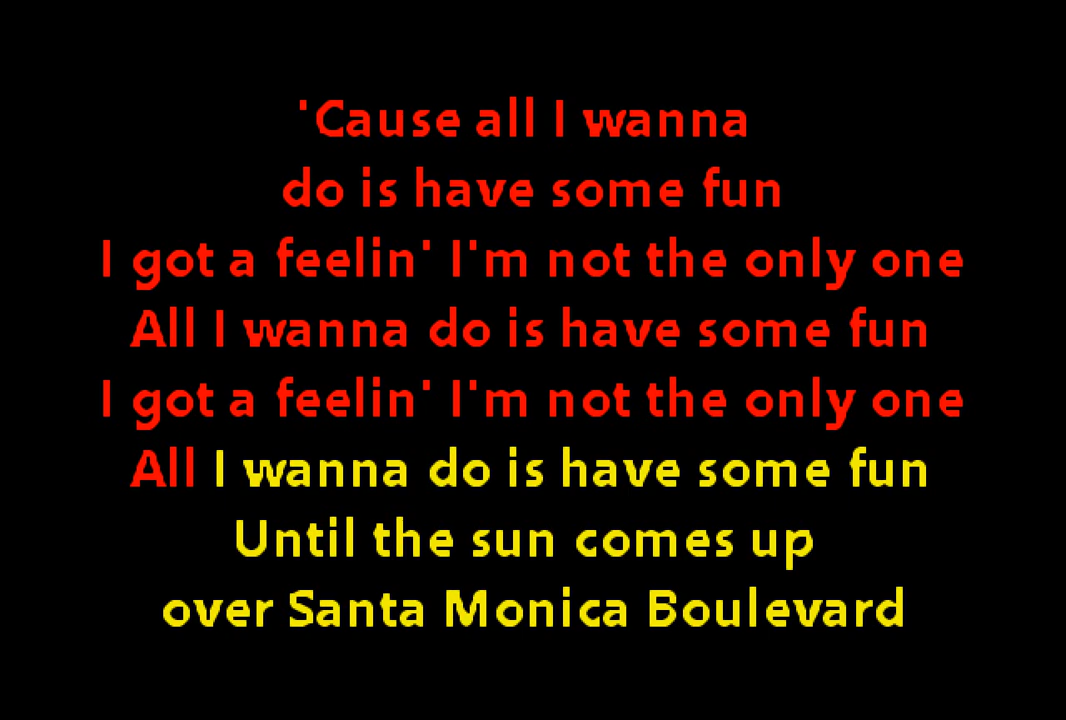 'Cause all I wanna
do is have some fun
I got a feelin' I'm not the only one
All I wanna do is have some fun
I got a feelin' I'm not the only one
All I wanna do is have some fun
Until the sun comes up
over Santa Monica Boulevard